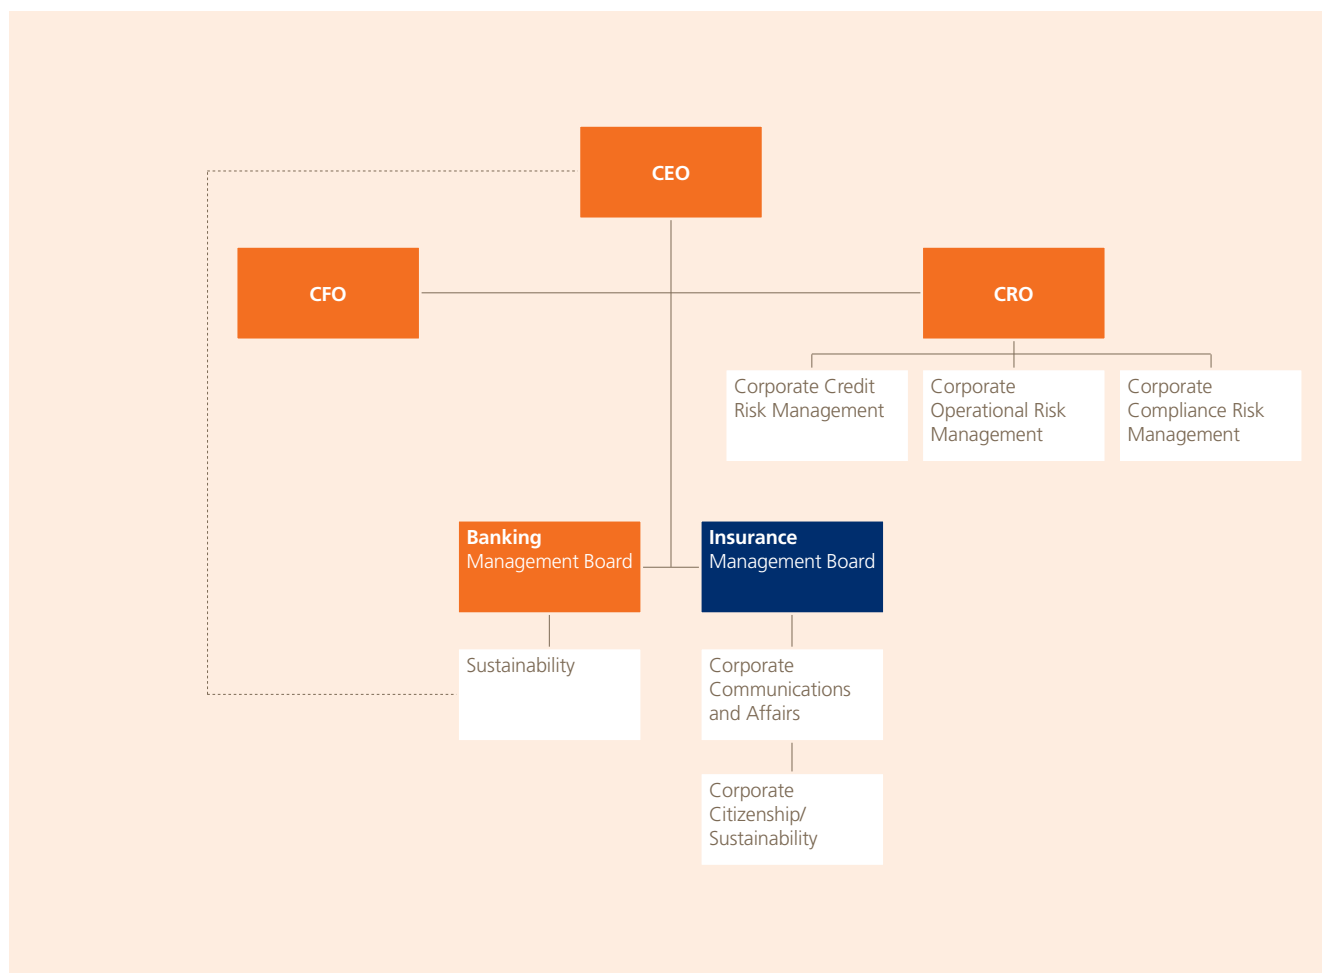 CEO
CFO
CRO
Corporate Credit
Risk Management
Corporate
Operational Risk
Management
Corporate
Compliance Risk
Management
Banking
Management Board
Insurance
Management Board
Sustainability
Corporate
Communications
and Affairs
Corporate
Citizenship/
Sustainability